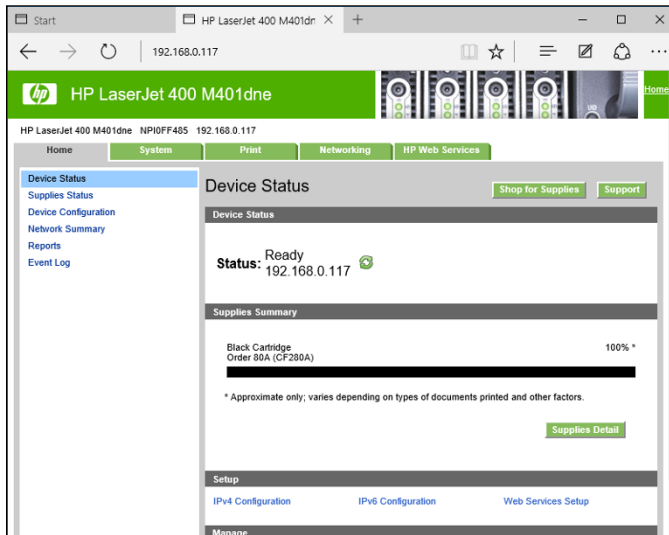 Start
HP LaserJet 400 M401dn
192.168.0.117
hp
HP LaserJet 400 M401dne
UID
Home
HP LaserJet 400 M401dne NPI0FF485 192.168.0.117
Home System Print Networking HP Web Services
Device Status
Supplies Status
Device Configuration
Network Summary
Reports
Event Log
Device Status
Shop for Supplies Support
Device Status
Status: Ready
192.168.0.117
Supplies Summary
Black Cartridge 100% *
Order 80A (CF280A)
* Approximate only; varies depending on types of documents printed and other factors.
Supplies Detail
Setup
IPv4 Configuration IPv6 Configuration Web Services Setup
Manage